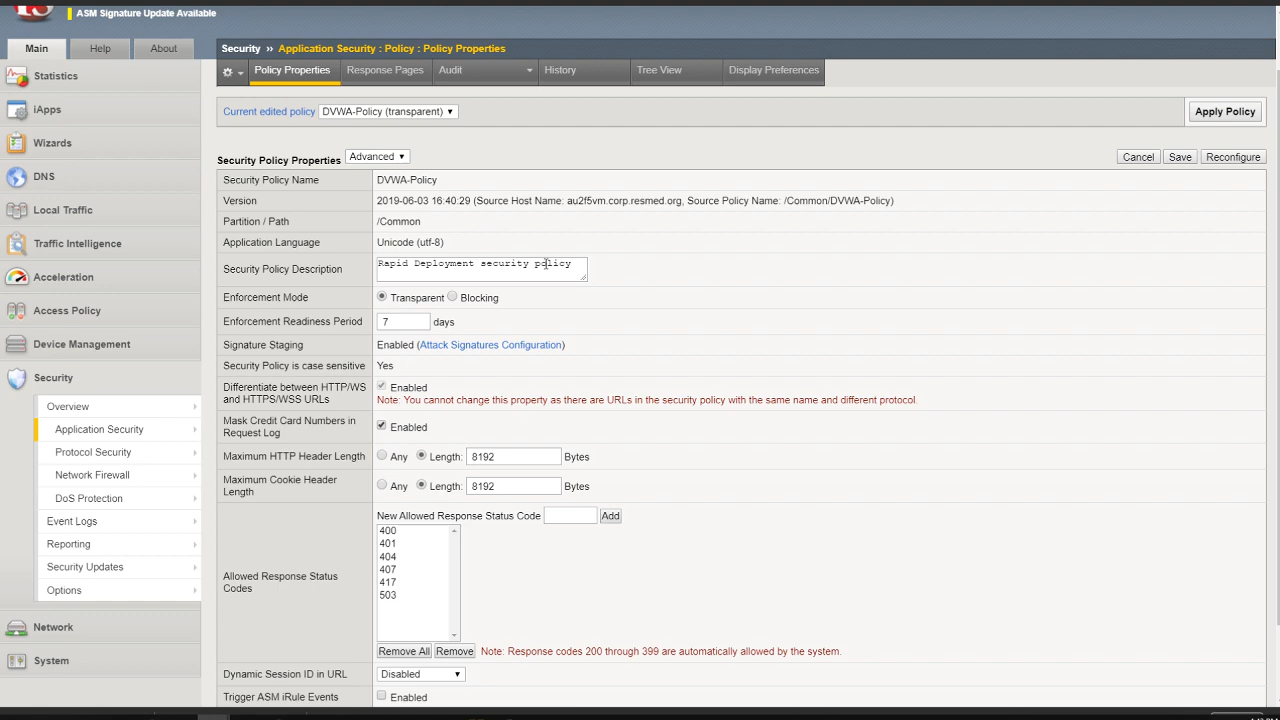 ASM Signature Update Available
Main
Help
About
Security » Application Security : Policy : Policy Properties
Policy Properties
Response Pages
Audit
History
Tree View
Display Preferences
Statistics
iApps
Wizards
DNS
Local Traffic
Traffic Intelligence
Acceleration
Access Policy
Device Management
Security
Overview
Application Security
Protocol Security
Network Firewall
DoS Protection
Event Logs
Reporting
Security Updates
Options
Network
System
Current edited policy DVWA-Policy (transparent)
Apply Policy
Security Policy Properties Advanced
Cancel Save Reconfigure
Security Policy Name DVWA-Policy
Version 2019-06-03 16:40:29 (Source Host Name: au2f5vm.corp.resmed.org, Source Policy Name: /Common/DVWA-Policy)
Partition / Path /Common
Application Language Unicode (utf-8)
Security Policy Description Rapid Deployment security policy
Enforcement Mode Transparent Blocking
Enforcement Readiness Period 7 days
Signature Staging Enabled (Attack Signatures Configuration)
Security Policy is case sensitive Yes
Differentiate between HTTP/WS
and HTTPS/WSS URLs
Enabled
Note: You cannot change this property as there are URLs in the security policy with the same name and different protocol.
Mask Credit Card Numbers in
Request Log
Enabled
Maximum HTTP Header Length Any Length: 8192 Bytes
Maximum Cookie Header
Length
Any Length: 8192 Bytes
Allowed Response Status
Codes
New Allowed Response Status Code Add
400
401
404
407
417
503
Remove All Remove Note: Response codes 200 through 399 are automatically allowed by the system.
Dynamic Session ID in URL Disabled
Trigger ASM iRule Events Enabled